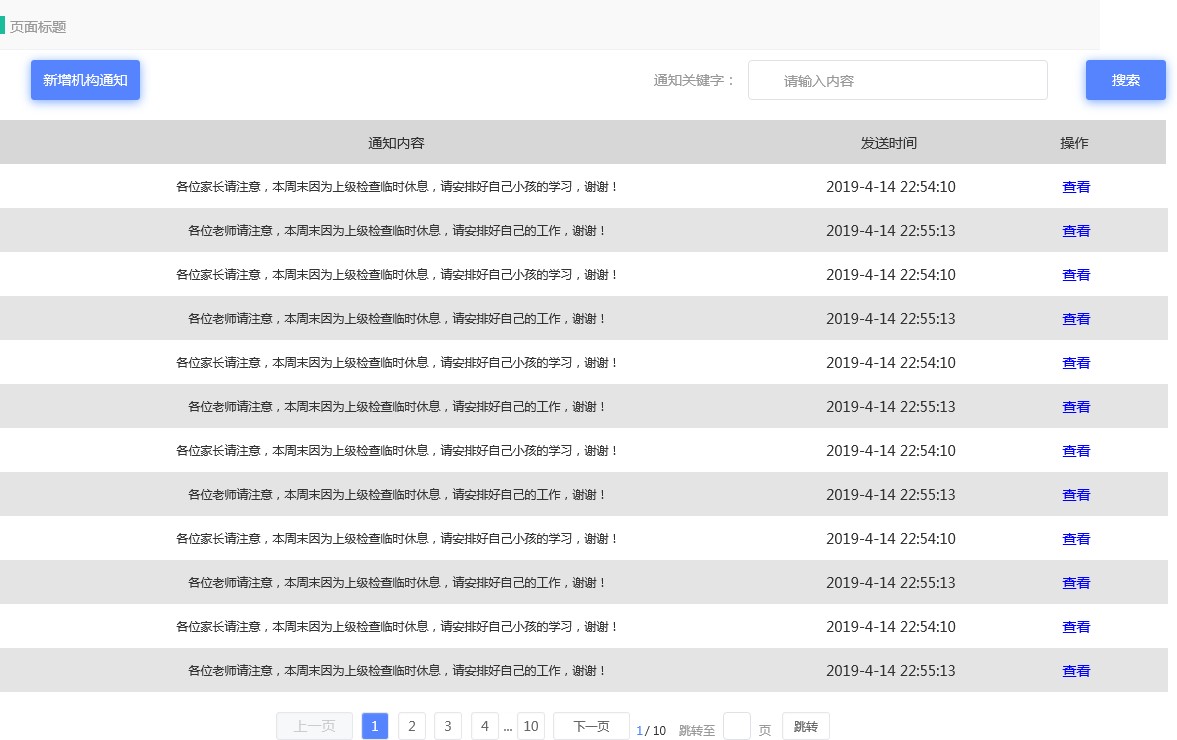 页面标题
新增机构通知 通知关键字： 请输入内容 搜索
通知内容 发送时间 操作
各位家长请注意，本周末因为上级检查临时休息，请安排好自己小孩的学习，谢谢！ 2019-4-14 22:54:10 查看
各位老师请注意，本周末因为上级检查临时休息，请安排好自己的工作，谢谢！ 2019-4-14 22:55:13 查看
各位家长请注意，本周末因为上级检查临时休息，请安排好自己小孩的学习，谢谢！ 2019-4-14 22:54:10 查看
各位老师请注意，本周末因为上级检查临时休息，请安排好自己的工作，谢谢！ 2019-4-14 22:55:13 查看
各位家长请注意，本周末因为上级检查临时休息，请安排好自己小孩的学习，谢谢！ 2019-4-14 22:54:10 查看
各位老师请注意，本周末因为上级检查临时休息，请安排好自己的工作，谢谢！ 2019-4-14 22:55:13 查看
各位家长请注意，本周末因为上级检查临时休息，请安排好自己小孩的学习，谢谢！ 2019-4-14 22:54:10 查看
各位老师请注意，本周末因为上级检查临时休息，请安排好自己的工作，谢谢！ 2019-4-14 22:55:13 查看
各位家长请注意，本周末因为上级检查临时休息，请安排好自己小孩的学习，谢谢！ 2019-4-14 22:54:10 查看
各位老师请注意，本周末因为上级检查临时休息，请安排好自己的工作，谢谢！ 2019-4-14 22:55:13 查看
各位家长请注意，本周末因为上级检查临时休息，请安排好自己小孩的学习，谢谢！ 2019-4-14 22:54:10 查看
各位老师请注意，本周末因为上级检查临时休息，请安排好自己的工作，谢谢！ 2019-4-14 22:55:13 查看
上一页 1 2 3 4 ... 10 下一页 1 / 10 跳转至 页 跳转